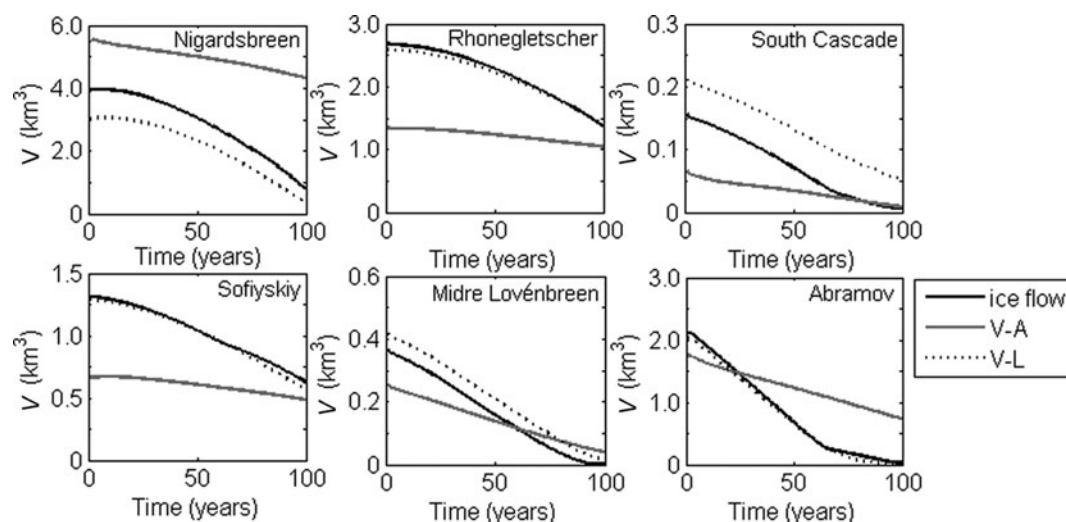 Nigardsbreen
V (km³)
6.0
4.0
2.0
0
0 50 100
Time (years)
Rhonegletscher
V (km³)
3.0
2.0
1.0
0
0 50 100
Time (years)
South Cascade
V (km³)
0.3
0.2
0.1
0
0 50 100
Time (years)
Sofiyskiy
V (km³)
1.5
1.0
0.5
0
0 50 100
Time (years)
Midre Lovénbreen
V (km³)
0.6
0.4
0.2
0
0 50 100
Time (years)
Abramov
V (km³)
3.0
2.0
1.0
0
0 50 100
Time (years)
ice flow
V-A
V-L